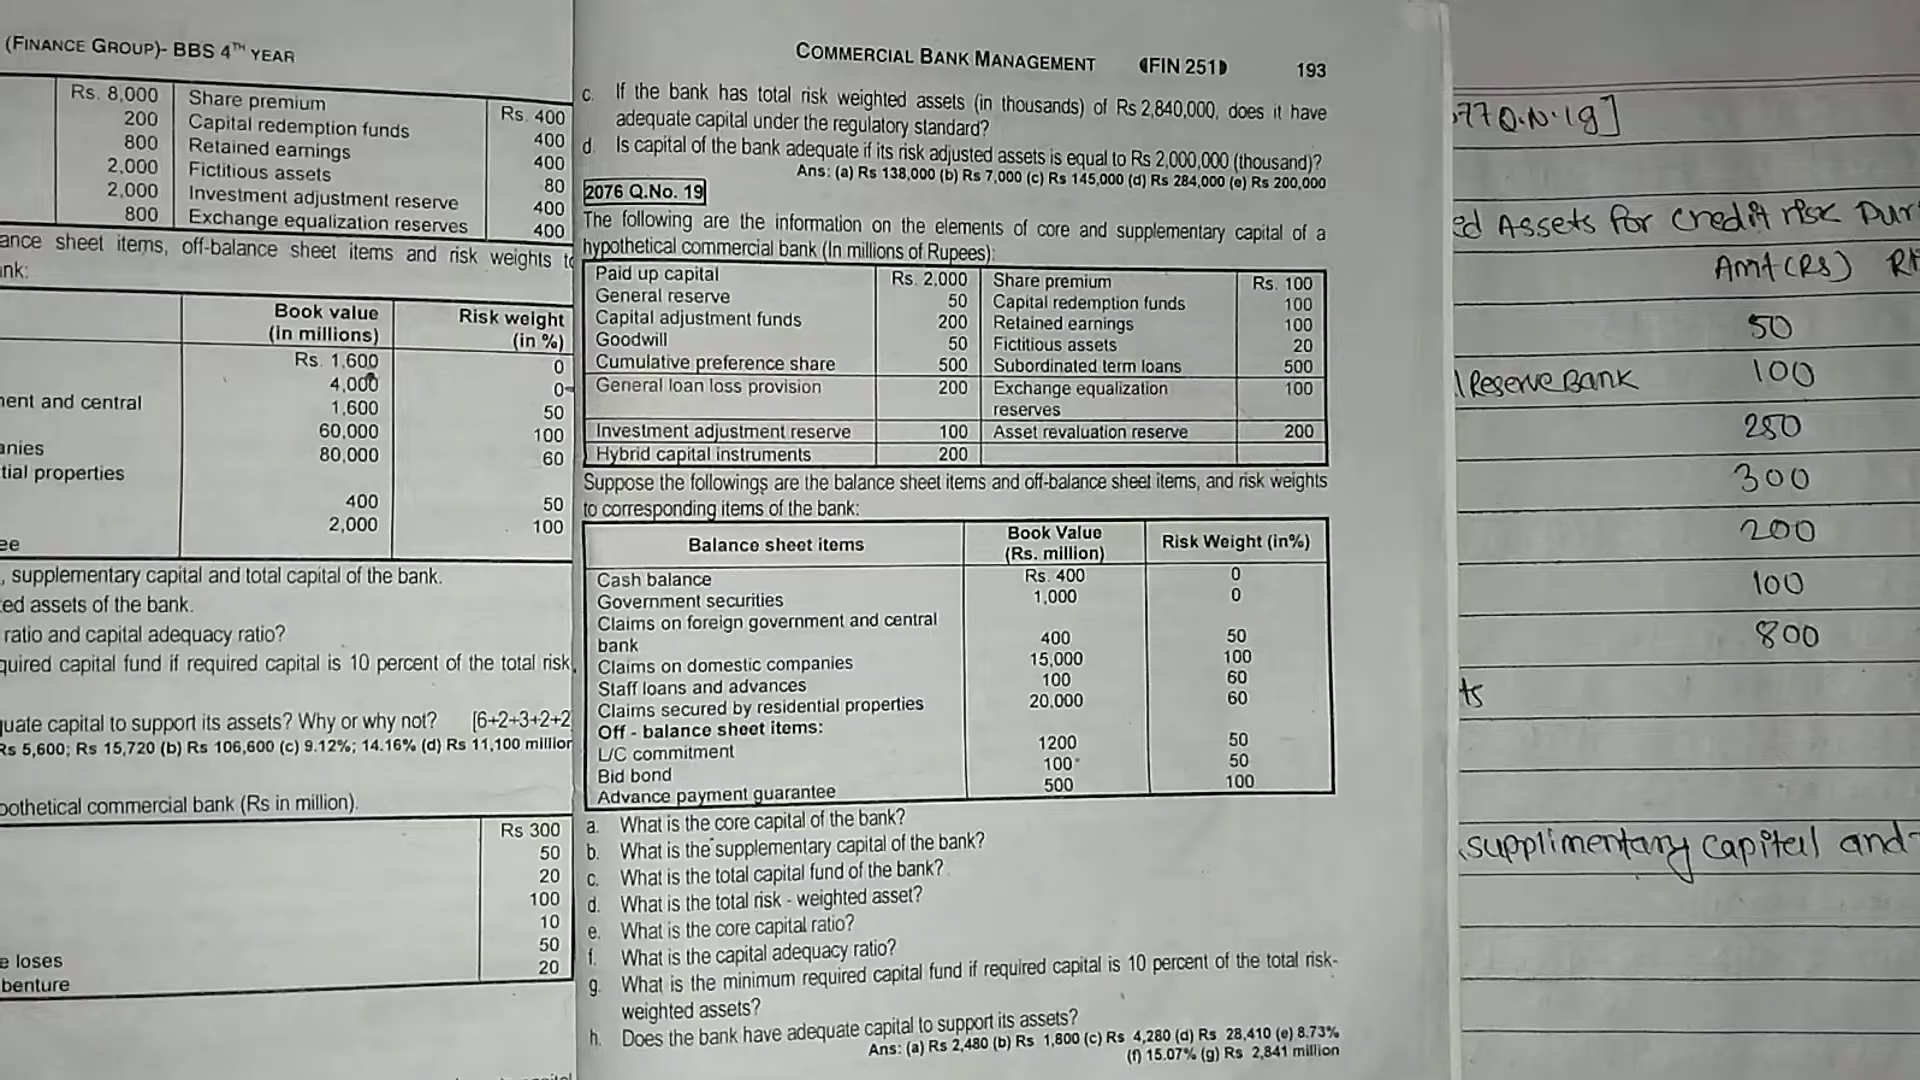 (FINANCE GROUP)- BBS 4TH YEAR
Rs. 8,000 Share premium Rs. 400
200 Capital redemption funds 400
800 Retained earnings 400
2,000 Fictitious assets 80
2,000 Investment adjustment reserve 400
800 Exchange equalization reserves 400
ance sheet items, off-balance sheet items and risk weights to
ank:
Book value (in millions) Risk weight (in %)
Rs. 1,600 0
4,000 0
ment and central 1,600 50
60,000 100
anies 80,000 60
tial properties
400 50
2,000 100
ee
, supplementary capital and total capital of the bank.
ed assets of the bank.
ratio and capital adequacy ratio?
quired capital fund if required capital is 10 percent of the total risk
quate capital to support its assets? Why or why not? [6+2+3+2+2
Rs 5,600; Rs 15,720 (b) Rs 106,600 (c) 9.12%; 14.16% (d) Rs 11,100 million
pothetical commercial bank (Rs in million).
Rs 300
50
20
100
10
50
e loses 20
benture
COMMERCIAL BANK MANAGEMENT (FIN 251) 193
c. If the bank has total risk weighted assets (in thousands) of Rs 2,840,000, does it have
adequate capital under the regulatory standard?
d. Is capital of the bank adequate if its risk adjusted assets is equal to Rs 2,000,000 (thousand)?
Ans: (a) Rs 138,000 (b) Rs 7,000 (c) Rs 145,000 (d) Rs 284,000 (e) Rs 200,000
2076 Q.No. 19
The following are the information on the elements of core and supplementary capital of a
hypothetical commercial bank (In millions of Rupees):
Paid up capital Rs. 2,000 Share premium Rs. 100
General reserve 50 Capital redemption funds 100
Capital adjustment funds 200 Retained earnings 100
Goodwill 50 Fictitious assets 20
Cumulative preference share 500 Subordinated term loans 500
General loan loss provision 200 Exchange equalization 100
reserves
Investment adjustment reserve 100 Asset revaluation reserve 200
Hybrid capital instruments 200
Suppose the followings are the balance sheet items and off-balance sheet items, and risk weights
to corresponding items of the bank:
Balance sheet items Book Value (Rs. million) Risk Weight (in%)
Cash balance Rs. 400 0
Government securities 1,000 0
Claims on foreign government and central
bank 400 50
Claims on domestic companies 15,000 100
Staff loans and advances 100 60
Claims secured by residential properties 20,000 60
Off - balance sheet items:
L/C commitment 1200 50
Bid bond 100 50
Advance payment guarantee 500 100
a. What is the core capital of the bank?
b. What is the supplementary capital of the bank?
c. What is the total capital fund of the bank?
d. What is the total risk - weighted asset?
e. What is the core capital ratio?
f. What is the capital adequacy ratio?
g. What is the minimum required capital fund if required capital is 10 percent of the total risk-
weighted assets?
h. Does the bank have adequate capital to support its assets?
Ans: (a) Rs 2,480 (b) Rs 1,800 (c) Rs 4,280 (d) Rs 28,410 (e) 8.73%
(f) 15.07% (g) Rs 2,841 million
77 Q.N.19]
ed Assets for credit risk
Amt (Rs)
50
Reserve Bank 100
250
300
200
100
800
ts
supplimentary capital and